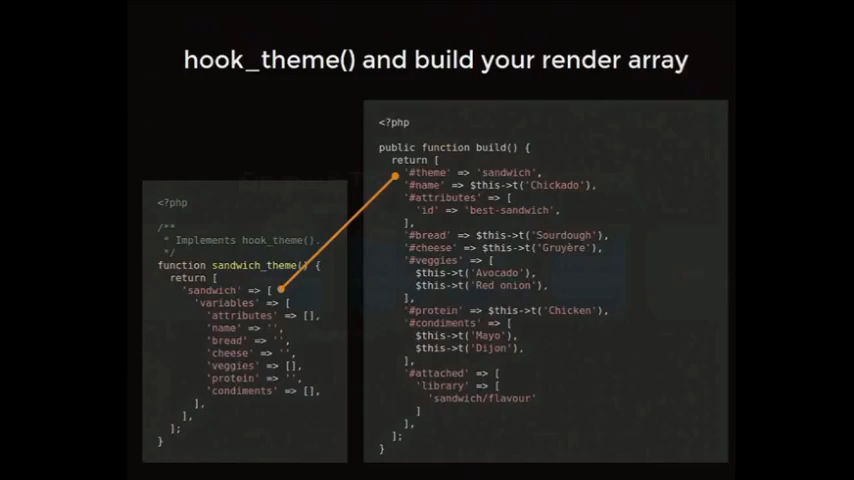 hook_theme() and build your render array
<?php
/**
* Implements hook_theme().
*/
function sandwich_theme() {
return [
'sandwich' => [
'variables' => [
'attributes' => [],
'name' => '',
'bread' => '',
'cheese' => '',
'veggies' => [],
'protein' => '',
'condiments' => [],
],
],
];
}
<?php
public function build() {
return [
'#theme' => 'sandwich',
'#name' => $this->t('Chickado'),
'#attributes' => [
'id' => 'best-sandwich',
],
'#bread' => $this->t('Sourdough'),
'#cheese' => $this->t('Gruyère'),
'#veggies' => [
$this->t('Avocado'),
$this->t('Red onion'),
],
'#protein' => $this->t('Chicken'),
'#condiments' => [
$this->t('Mayo'),
$this->t('Dijon'),
],
'#attached' => [
'library' => [
'sandwich/flavour'
]
],
];
}